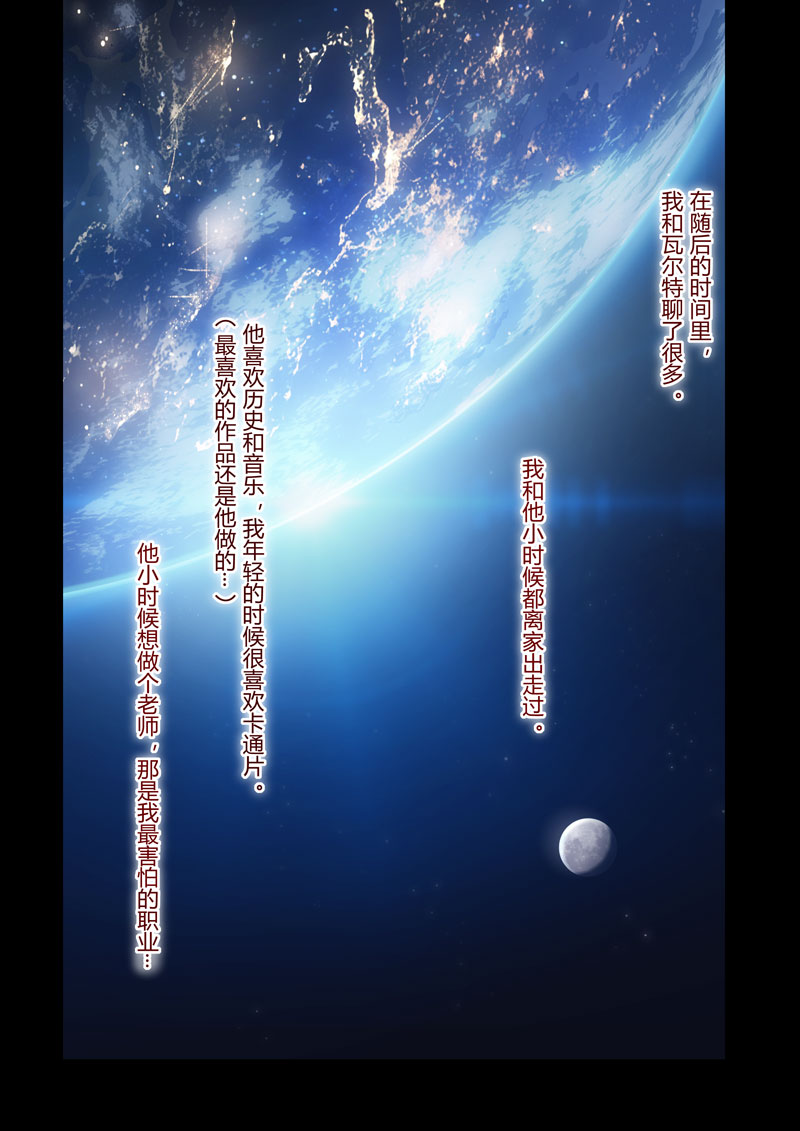 在随后的时间里，
我和瓦尔特聊了很多。
我和他小时候都离家出走过。
他喜欢历史和音乐，我年轻的时候很喜欢卡通片。
（最喜欢的作品还是他做的…）
他小时候想做个老师，那是我最害怕的职业…